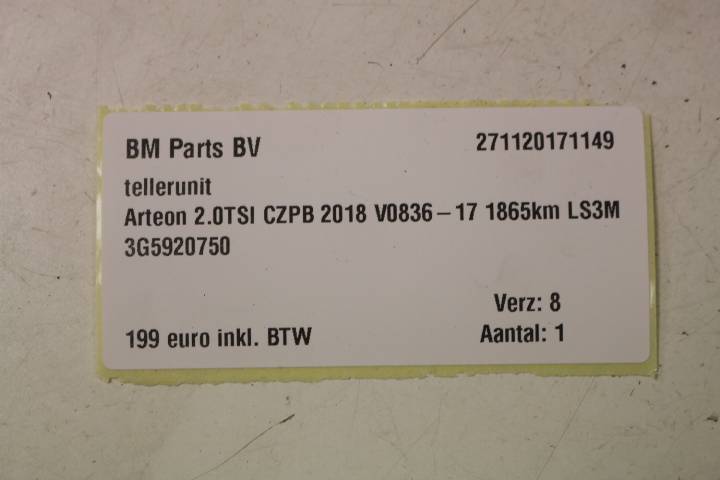 BM Parts BV 271120171149
tellerunit
Arteon 2.0TSI CZPB 2018 V0836-17 1865km LS3M
3G5920750
Verz: 8
199 euro inkl. BTW Aantal: 1